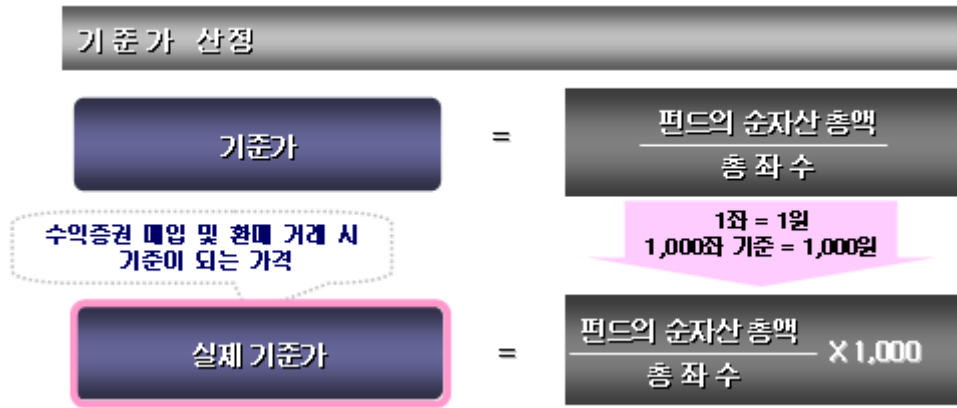 기준가 산정
기준가
=
펀드의 순자산 총액
총 좌 수
수익증권 매입 및 환매 거래 시
기준이 되는 가격
1좌 = 1원
1,000좌 기준 = 1,000원
실제 기준가
=
펀드의 순자산 총액
총 좌 수
X 1,000